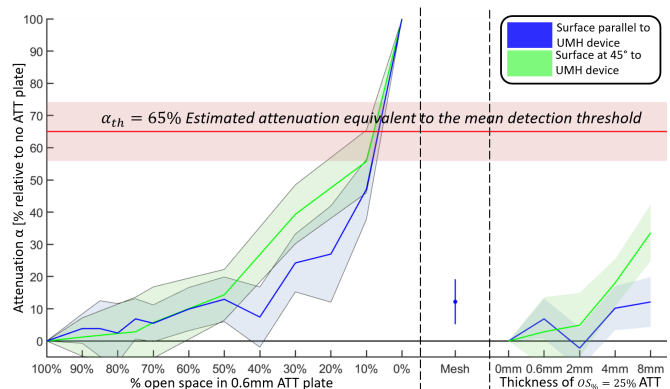 Surface parallel to
UMH device
Surface at 45° to
UMH device
Attenuation α [% relative to no ATT plate]
100
90
80
70
60
50
40
30
20
10
0
α_th = 65% Estimated attenuation equivalent to the mean detection threshold
100% 90% 80% 70% 60% 50% 40% 30% 20% 10% 0% Mesh 0mm 0.6mm 2mm 4mm 8mm
% open space in 0.6mm ATT plate
Thickness of OS_% = 25% ATT